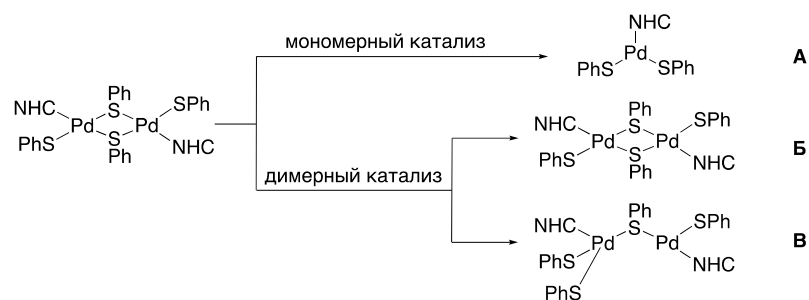 NHC
Pd
PhS SPh
А
мономерный катализ
Ph
NHC S SPh
Pd Pd
PhS S NHC
Ph
Ph
NHC S SPh
Pd Pd
PhS S NHC
Ph
Б
димерный катализ
Ph
NHC S SPh
Pd Pd
PhS NHC
PhS
В